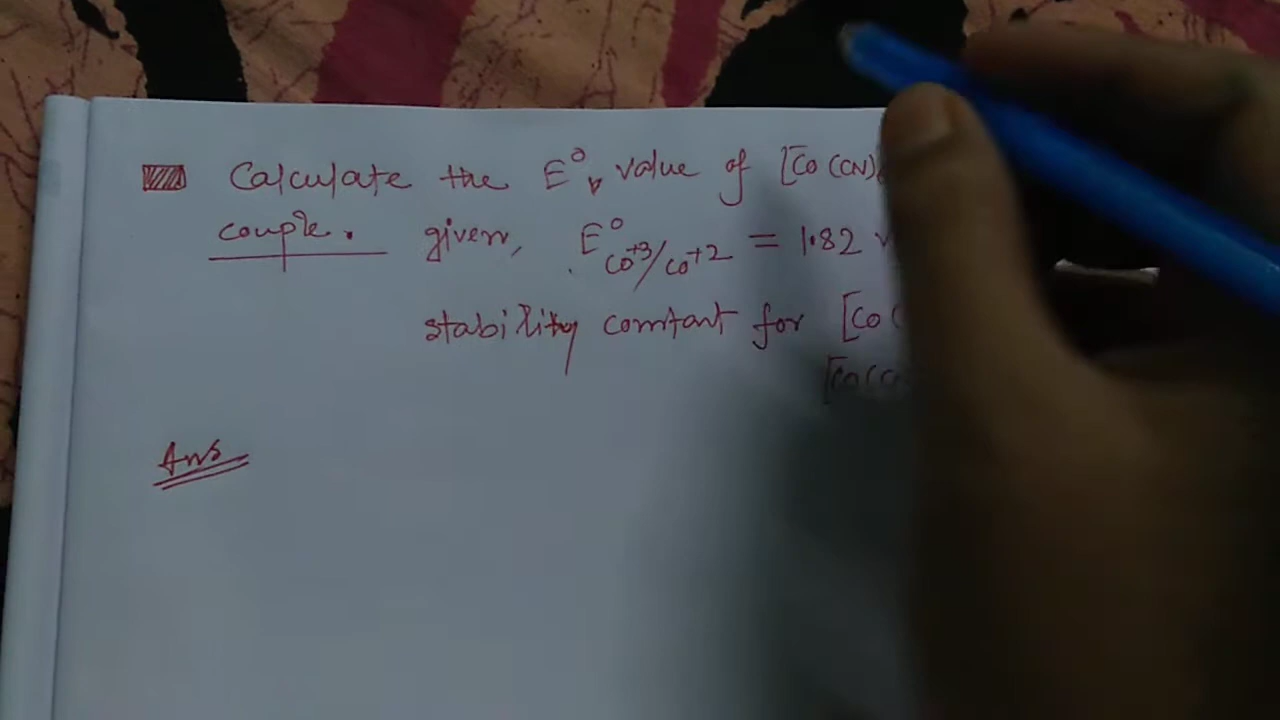 Calculate the E° value of [Co (CN)
couple. given, E° Co+3/Co+2 = 1.82 v
stability constant for [Co (
[Co(C
Ans